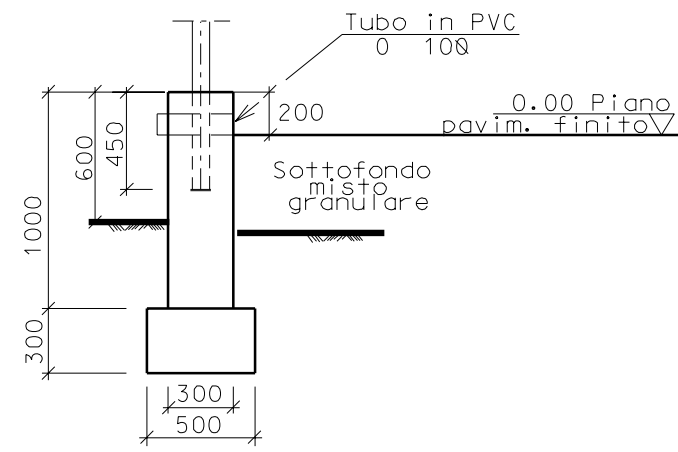 Tubo in PVC
0 100
0.00 Piano
pavim. finito
200
450
600
Sottofondo
misto
granulare
1000
300
300
500